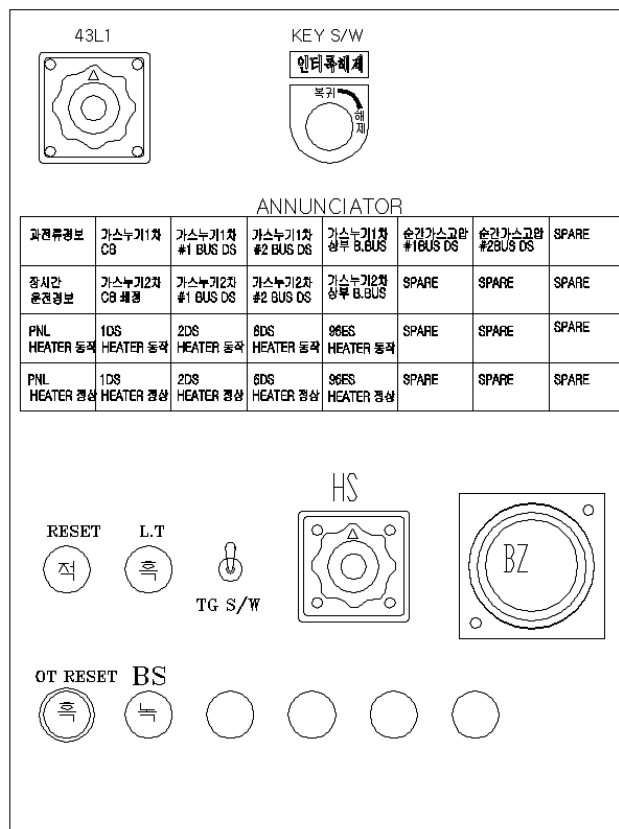 43L1
KEY S/W
인터록해제
복귀
해제
ANNUNCIATOR
과전류경보
가스누기1차
CB
가스누기1차
#1 BUS DS
가스누기1차
#2 BUS DS
가스누기1차
상부 B.BUS
순간가스고압
#1BUS DS
순간가스고압
#2BUS DS
SPARE
장시간
운전경보
가스누기2차
CB 쇄정
가스누기2차
#1 BUS DS
가스누기2차
#2 BUS DS
가스누기2차
상부 B.BUS
SPARE
SPARE
SPARE
PNL
HEATER 동작
1DS
HEATER 동작
2DS
HEATER 동작
6DS
HEATER 동작
96ES
HEATER 동작
SPARE
SPARE
SPARE
PNL
HEATER 정상
1DS
HEATER 정상
2DS
HEATER 정상
6DS
HEATER 정상
96ES
HEATER 정상
SPARE
SPARE
SPARE
HS
RESET
L.T
적
흑
TG S/W
BZ
OT RESET
BS
흑
녹